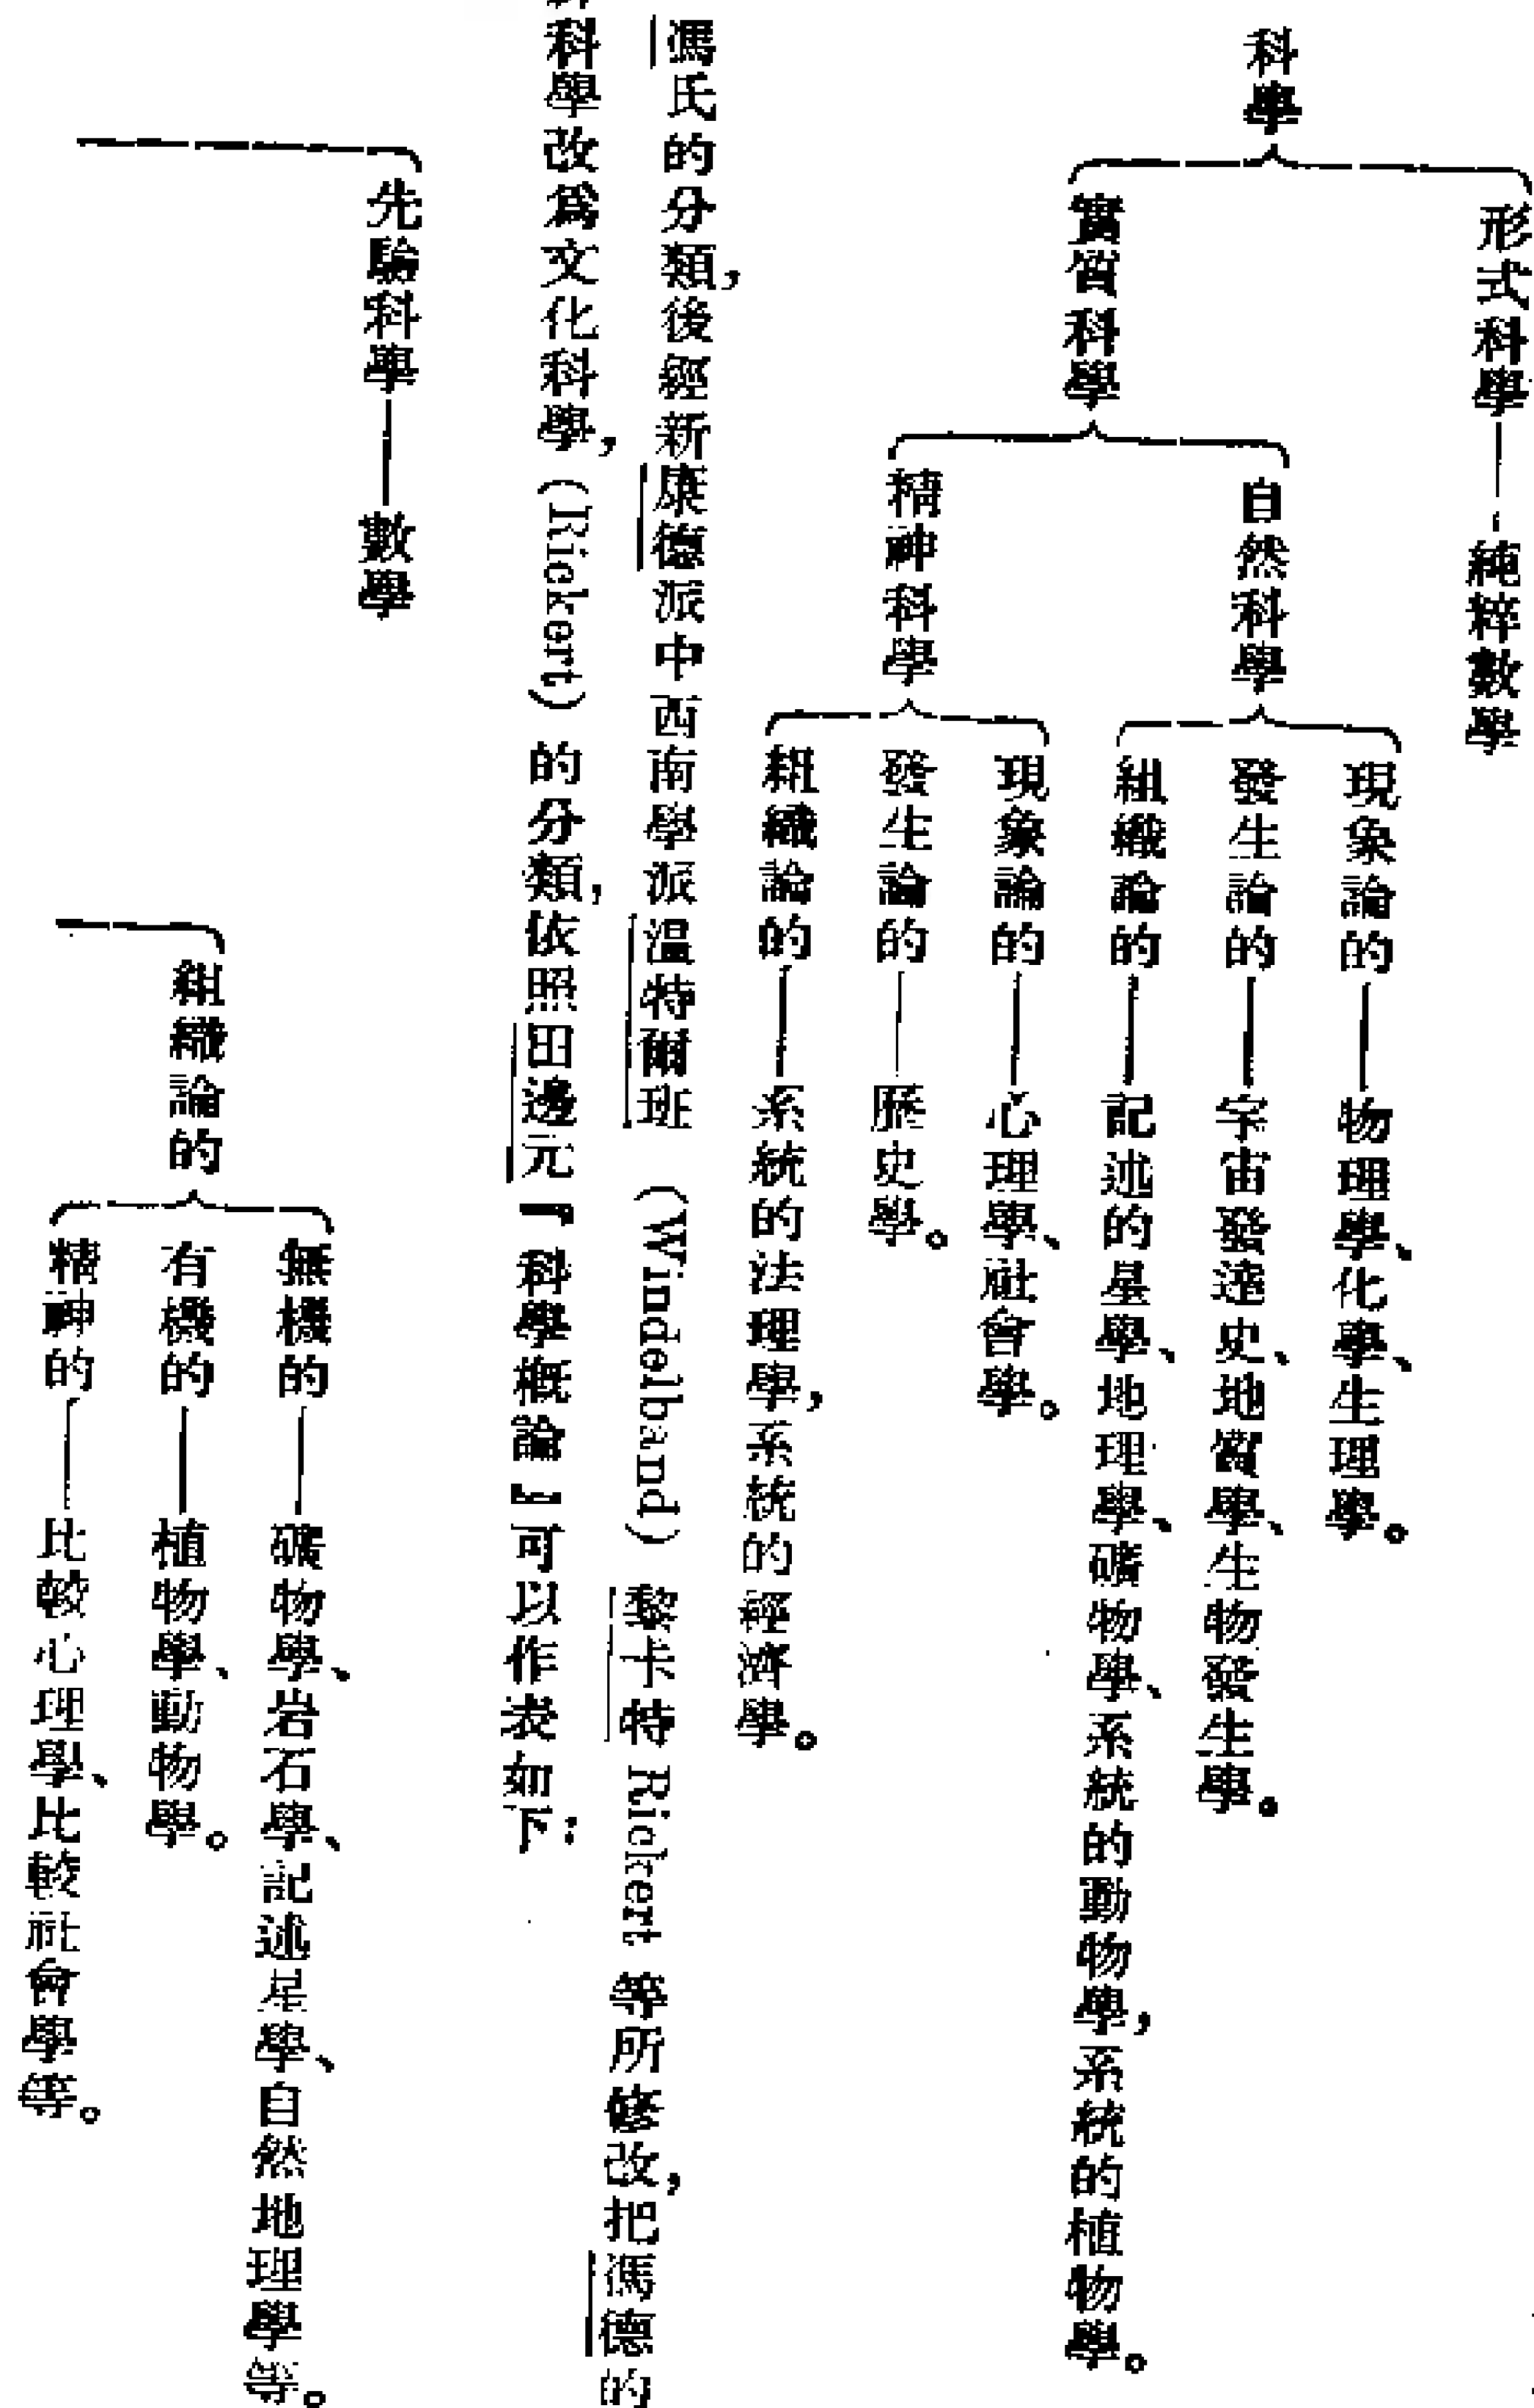 科學
形式科學——純粹數學
實質科學
自然科學
現象論的——物理學、化學、生理學。
發生論的——宇宙發達史、地質學、生物發生學。
組織論的——記述的星學、地理學、礦物學、系統的動物學，系統的植物學。
精神科學
現象論的——心理學、社會學。
發生論的——歷史學。
組織論的——系統的法理學，系統的經濟學。
馮氏的分類，後經新康德派中西南學派溫特爾班（Windelband）黎卡特 Rickert 等所修改，把馮德的
科學改爲文化科學，（Rickert）的分類，依照田邊元『科學概論』可以作表如下：
先驗科學——數學
組織論的
無機的——礦物學、岩石學、記述星學、自然地理學等。
有機的——植物學、動物學。
精神的——比較心理學、比較社會學等。